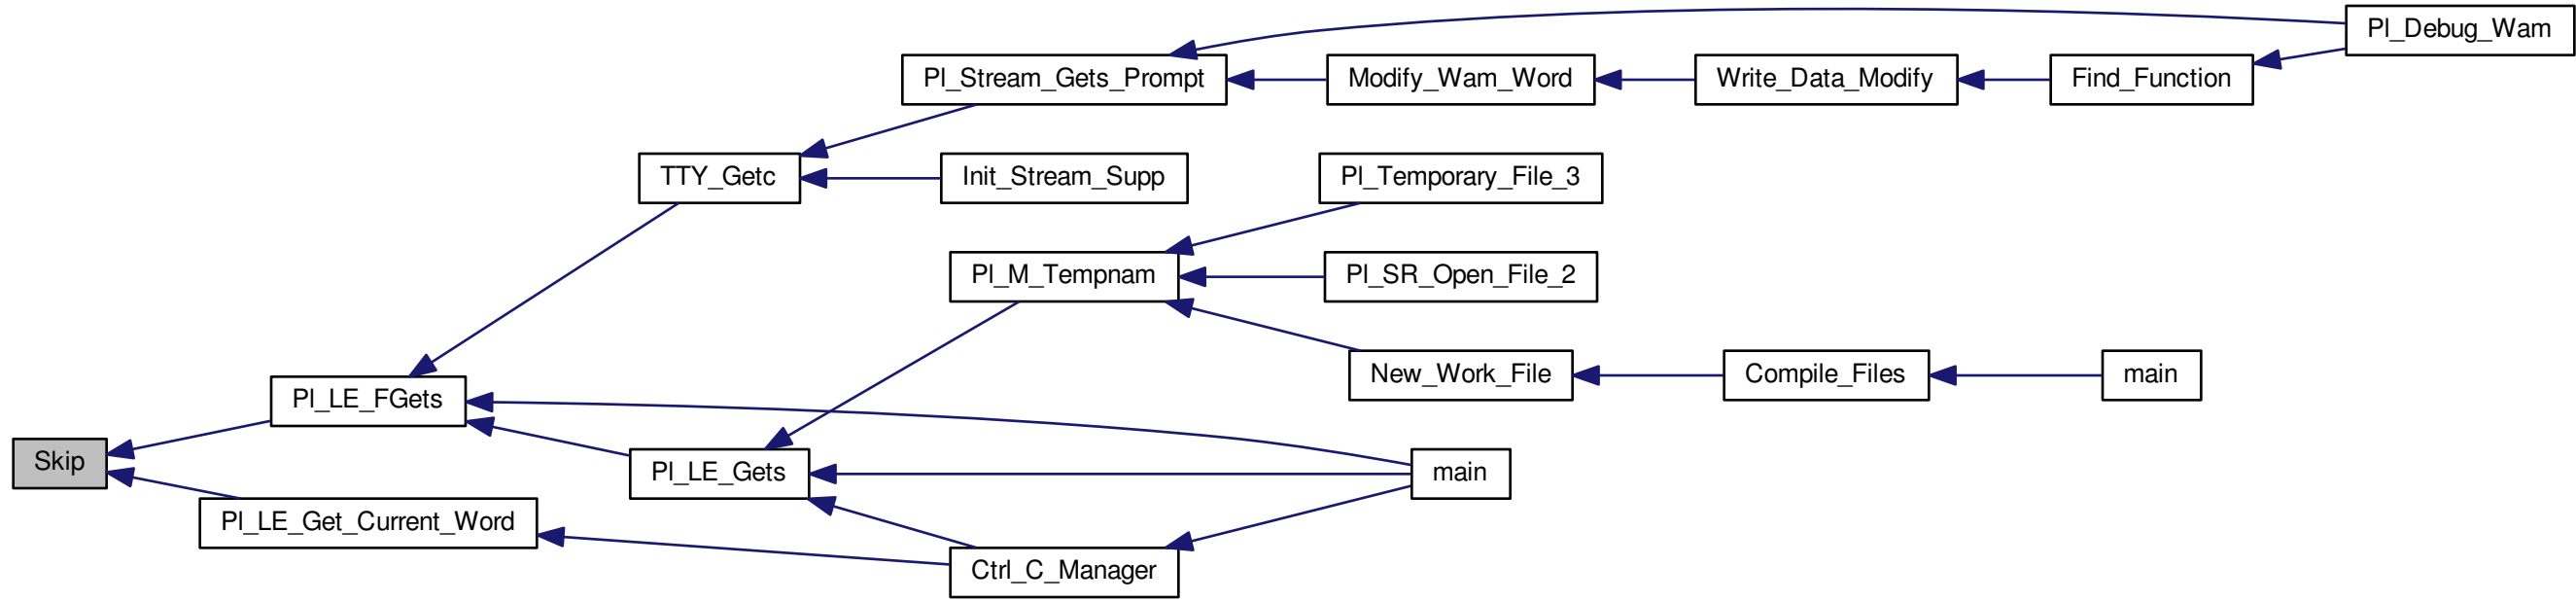 Pl_Debug_Wam
Pl_Stream_Gets_Prompt
Modify_Wam_Word
Write_Data_Modify
Find_Function
TTY_Getc
Init_Stream_Supp
Pl_Temporary_File_3
Pl_M_Tempnam
Pl_SR_Open_File_2
New_Work_File
Compile_Files
main
Pl_LE_FGets
Skip
Pl_LE_Gets
main
Pl_LE_Get_Current_Word
Ctrl_C_Manager